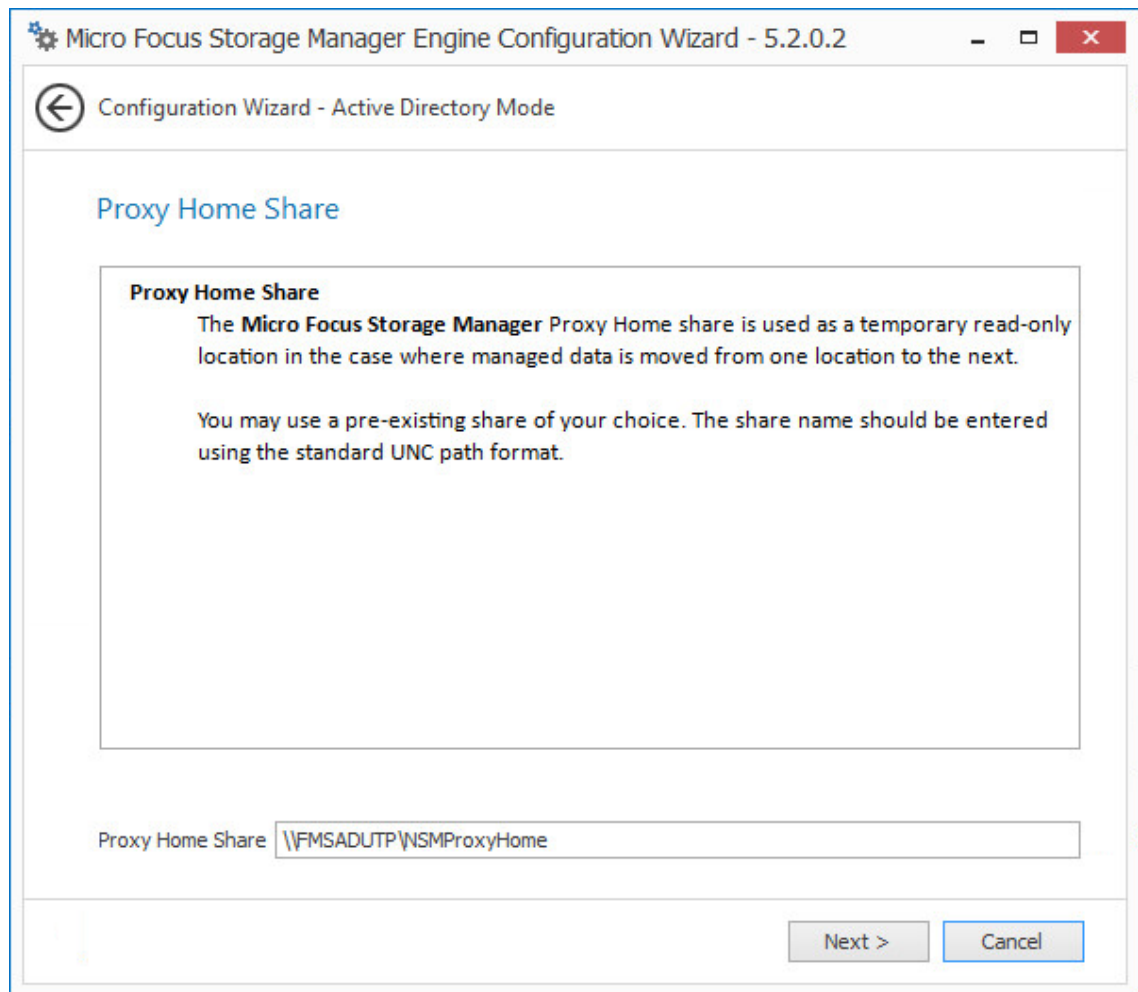 Micro Focus Storage Manager Engine Configuration Wizard - 5.2.0.2
Configuration Wizard - Active Directory Mode
Proxy Home Share
Proxy Home Share
The Micro Focus Storage Manager Proxy Home share is used as a temporary read-only
location in the case where managed data is moved from one location to the next.
You may use a pre-existing share of your choice. The share name should be entered
using the standard UNC path format.
Proxy Home Share \\FMSADUTP\NSMProxyHome
Next > Cancel